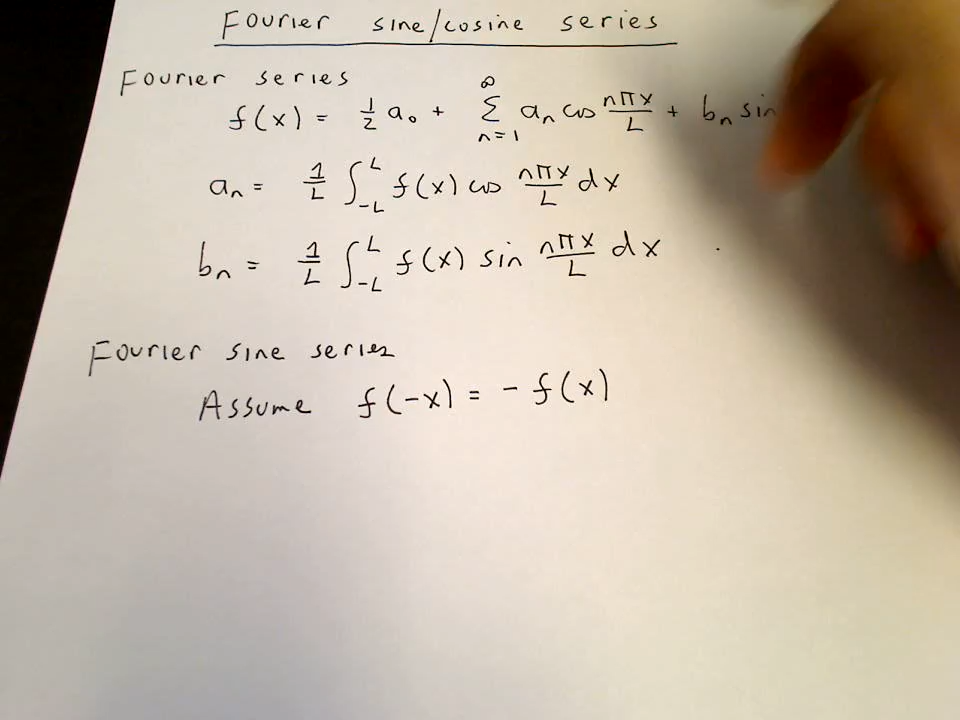 Fourier sine/cosine series
Fourier series
f(x) = 1/2 a₀ + ∞ Σ n=1 aₙ cos nπx/L + bₙ sin
aₙ = 1/L ∫_{-L}^{L} f(x) cos nπx/L dx
bₙ = 1/L ∫_{-L}^{L} f(x) sin nπx/L dx
Fourier sine series
Assume f(-x) = - f(x)